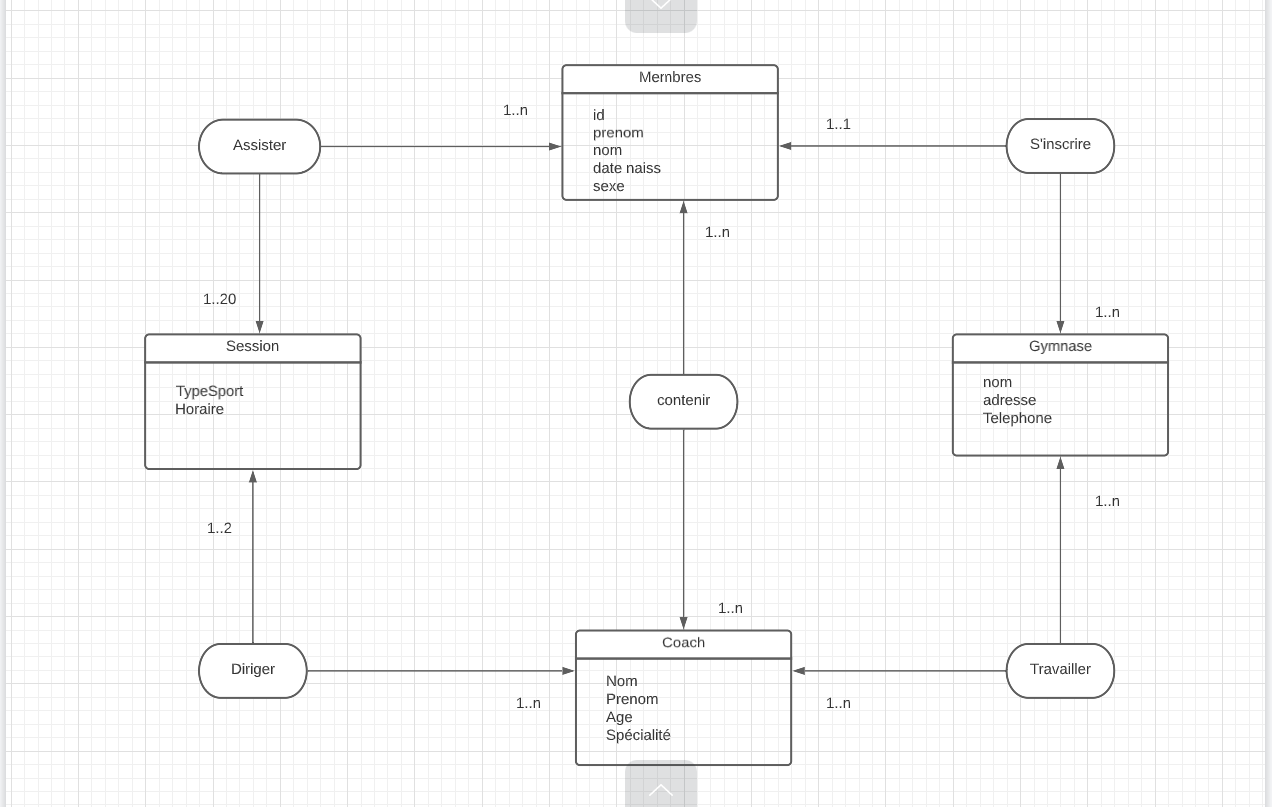 Membres
id
prenom
nom
date naiss
sexe
1..n
1..1
Assister
S'inscrire
1..n
1..20
1..n
Session
TypeSport
Horaire
contenir
Gymnase
nom
adresse
Telephone
1..2
1..n
1..n
Coach
Nom
Prenom
Age
Spécialité
Diriger
Travailler
1..n
1..n